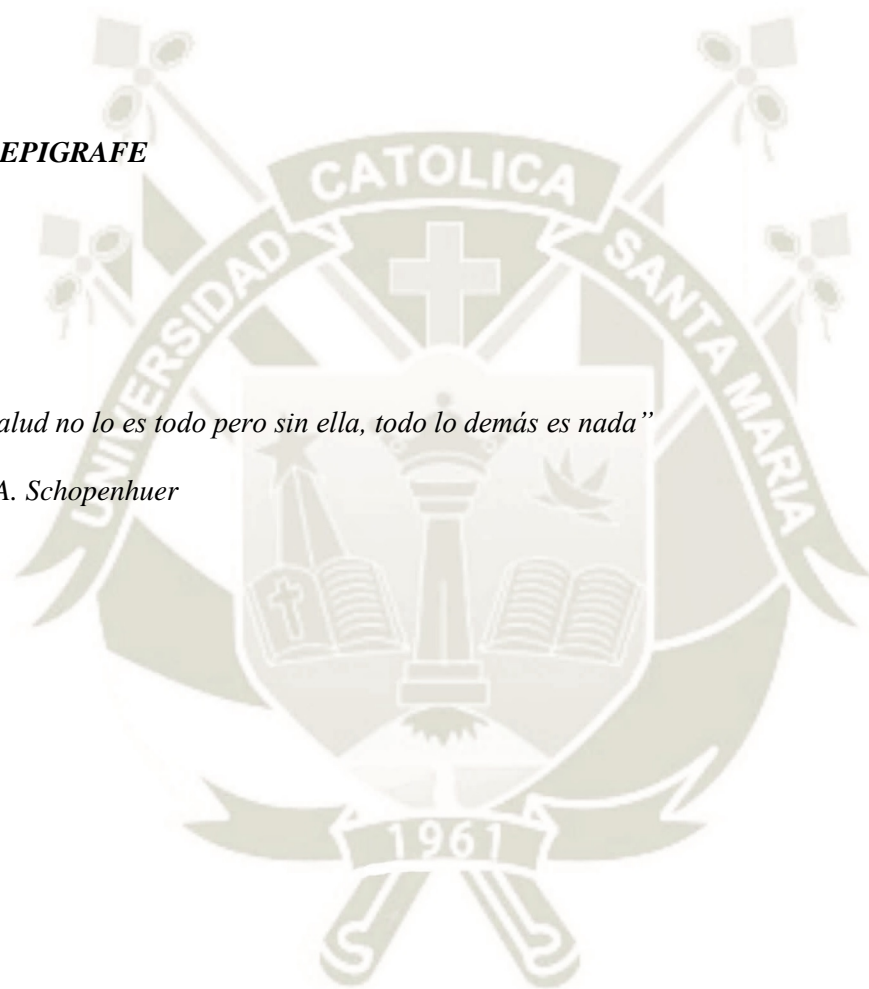 EPIGRAFE
CATOLICA
UNIVERSIDAD
SANTA MARIA
alud no lo es todo pero sin ella, todo lo demás es nada”
A. Schopenhuer
1961